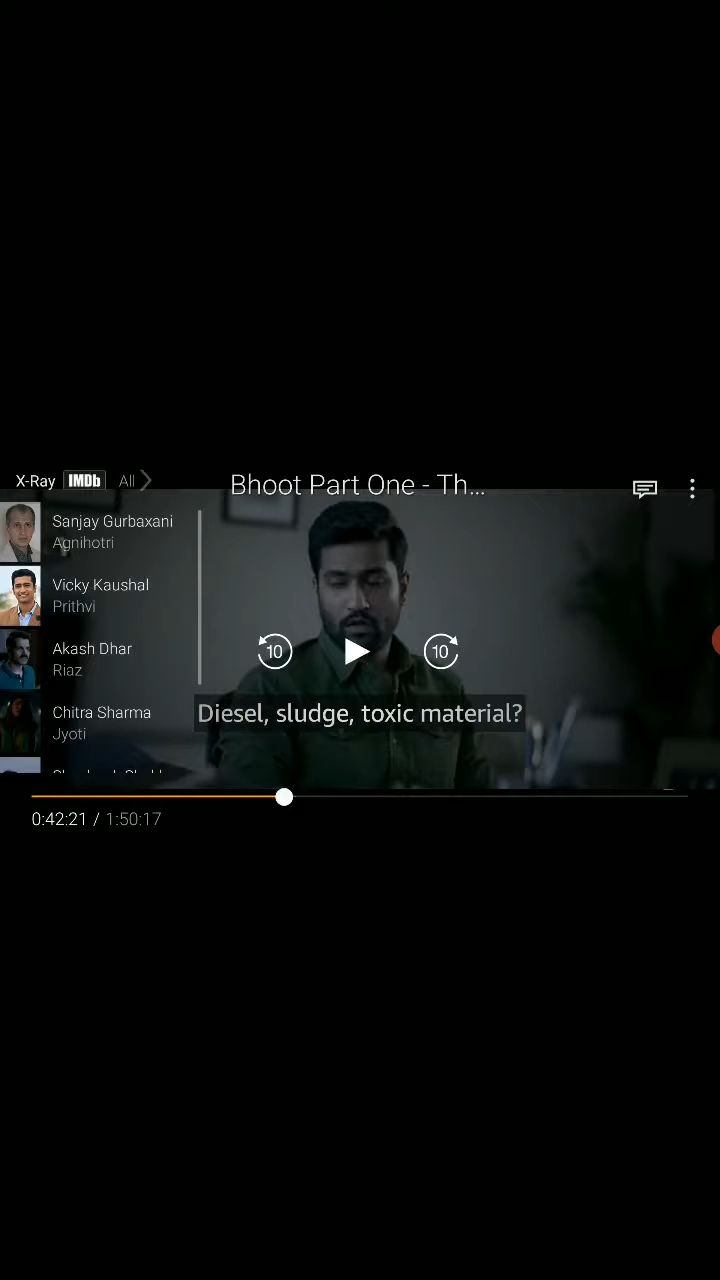 X-Ray IMDb All
Bhoot Part One - Th...
Sanjay Gurbaxani
Agnihotri
Vicky Kaushal
Prithvi
Akash Dhar
Riaz
Chitra Sharma
Jyoti
10
10
Diesel, sludge, toxic material?
0:42:21 / 1:50:17